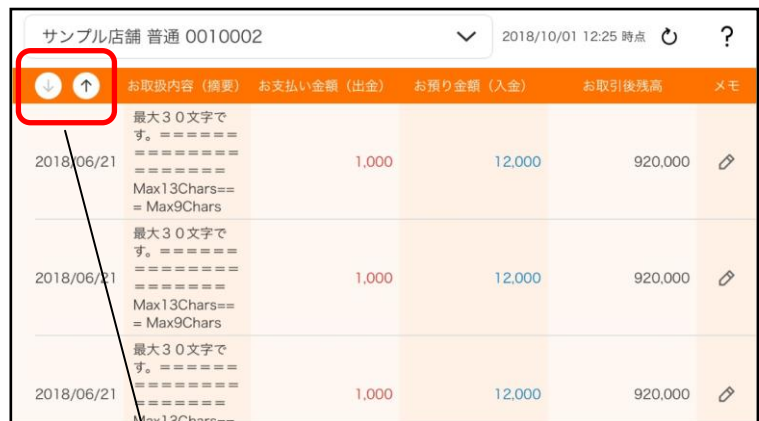 サンプル店舗 普通 0010002
2018/10/01 12:25 時点
?
お取扱内容（摘要） お支払い金額（出金） お預り金額（入金） お取引後残高 メモ
最大３０文字で
す。＝＝＝＝＝＝
＝＝＝＝＝＝＝＝
2018/06/21 ＝＝＝＝＝＝＝ 1,000 12,000 920,000
Max13Chars==
= Max9Chars
最大３０文字で
す。＝＝＝＝＝＝
＝＝＝＝＝＝＝＝
2018/06/21 ＝＝＝＝＝＝＝ 1,000 12,000 920,000
Max13Chars==
= Max9Chars
最大３０文字で
す。＝＝＝＝＝＝
＝＝＝＝＝＝＝＝
2018/06/21 ＝＝＝＝＝＝＝ 1,000 12,000 920,000
Max13Chars==